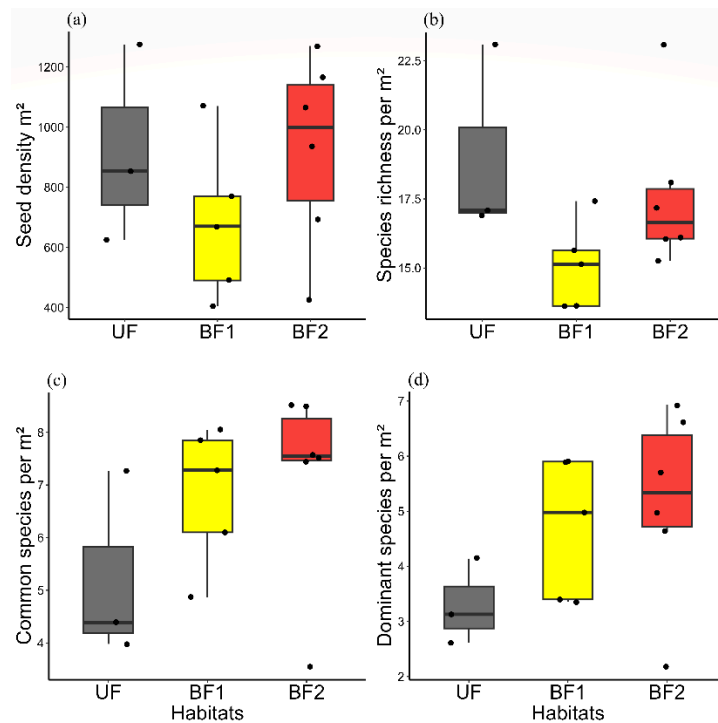 (a)
Seed density m²
1200
1000
800
600
400
UF BF1 BF2
(b)
Species richness per m²
22.5
20.0
17.5
15.0
UF BF1 BF2
(c)
Common species per m²
8
7
6
5
4
UF BF1 BF2
Habitats
(d)
Dominant species per m²
7
6
5
4
3
2
UF BF1 BF2
Habitats